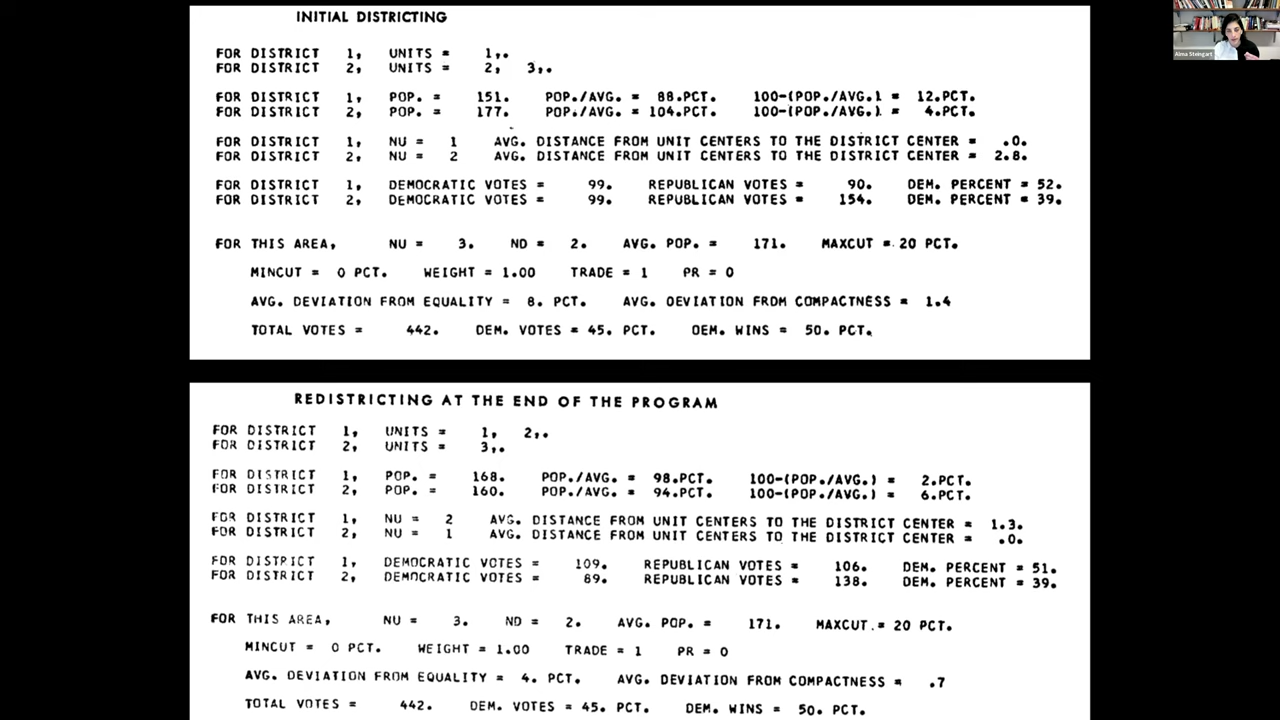 INITIAL DISTRICTING
FOR DISTRICT 1, UNITS = 1,.
FOR DISTRICT 2, UNITS = 2, 3,.
FOR DISTRICT 1, POP. = 151. POP./AVG. = 88.PCT. 100-(POP./AVG.) = 12.PCT.
FOR DISTRICT 2, POP. = 177. POP./AVG. = 104.PCT. 100-(POP./AVG.) = 4.PCT.
FOR DISTRICT 1, NU = 1 AVG. DISTANCE FROM UNIT CENTERS TO THE DISTRICT CENTER = .0.
FOR DISTRICT 2, NU = 2 AVG. DISTANCE FROM UNIT CENTERS TO THE DISTRICT CENTER = 2.8.
FOR DISTRICT 1, DEMOCRATIC VOTES = 99. REPUBLICAN VOTES = 90. DEM. PERCENT = 52.
FOR DISTRICT 2, DEMOCRATIC VOTES = 99. REPUBLICAN VOTES = 154. DEM. PERCENT = 39.
FOR THIS AREA, NU = 3. ND = 2. AVG. POP. = 171. MAXCUT = 20 PCT.
MINCUT = 0 PCT. WEIGHT = 1.00 TRADE = 1 PR = 0
AVG. DEVIATION FROM EQUALITY = 8. PCT. AVG. DEVIATION FROM COMPACTNESS = 1.4
TOTAL VOTES = 442. DEM. VOTES = 45. PCT. DEM. WINS = 50. PCT.
REDISTRICTING AT THE END OF THE PROGRAM
FOR DISTRICT 1, UNITS = 1, 2,.
FOR DISTRICT 2, UNITS = 3,.
FOR DISTRICT 1, POP. = 168. POP./AVG. = 98.PCT. 100-(POP./AVG.) = 2.PCT.
FOR DISTRICT 2, POP. = 160. POP./AVG. = 94.PCT. 100-(POP./AVG.) = 6.PCT.
FOR DISTRICT 1, NU = 2 AVG. DISTANCE FROM UNIT CENTERS TO THE DISTRICT CENTER = 1.3.
FOR DISTRICT 2, NU = 1 AVG. DISTANCE FROM UNIT CENTERS TO THE DISTRICT CENTER = .0.
FOR DISTRICT 1, DEMOCRATIC VOTES = 109. REPUBLICAN VOTES = 106. DEM. PERCENT = 51.
FOR DISTRICT 2, DEMOCRATIC VOTES = 89. REPUBLICAN VOTES = 138. DEM. PERCENT = 39.
FOR THIS AREA, NU = 3. ND = 2. AVG. POP. = 171. MAXCUT = 20 PCT.
MINCUT = 0 PCT. WEIGHT = 1.00 TRADE = 1 PR = 0
AVG. DEVIATION FROM EQUALITY = 4. PCT. AVG. DEVIATION FROM COMPACTNESS = .7
TOTAL VOTES = 442. DEM. VOTES = 45. PCT. DEM. WINS = 50. PCT.
Alma Steingart